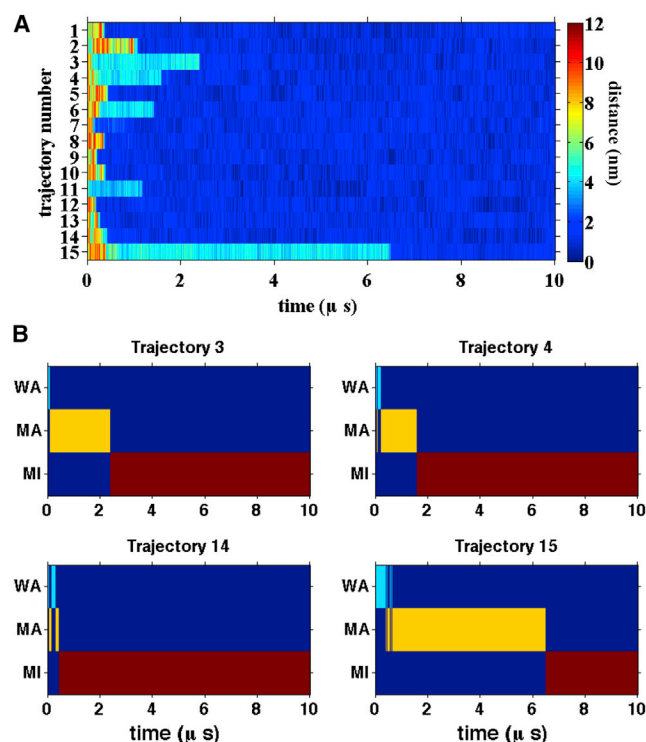 A
trajectory number
1
2
3
4
5
6
7
8
9
10
11
12
13
14
15
0 2 4 6 8 10
time (μ s)
12
10
8
6
4
2
0
distance (nm)
B
Trajectory 3
WA
MA
MI
0 2 4 6 8 10
Trajectory 4
WA
MA
MI
0 2 4 6 8 10
Trajectory 14
WA
MA
MI
0 2 4 6 8 10
time (μ s)
Trajectory 15
WA
MA
MI
0 2 4 6 8 10
time (μ s)